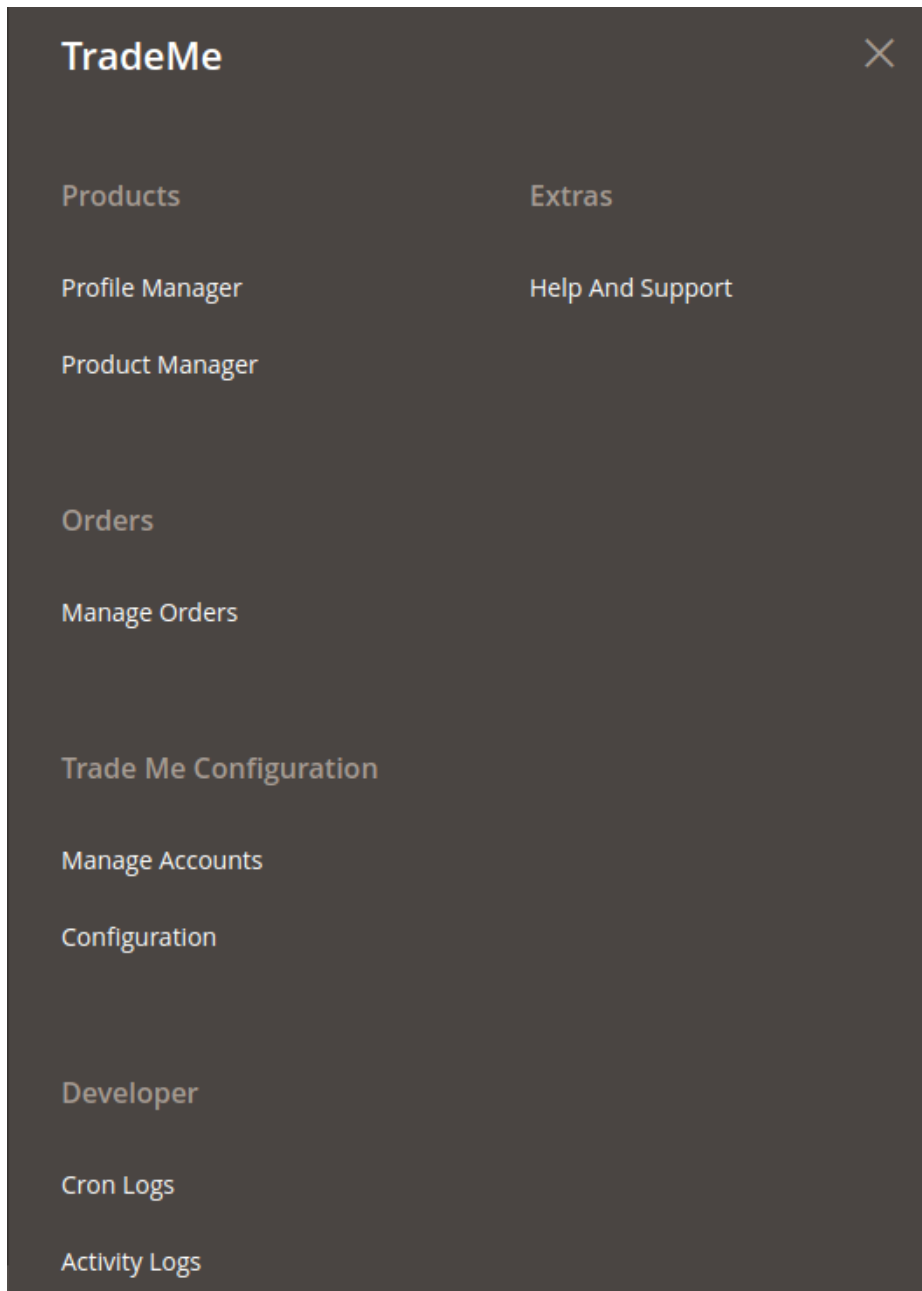 TradeMe
Products
Profile Manager
Product Manager
Orders
Manage Orders
Trade Me Configuration
Manage Accounts
Configuration
Developer
Cron Logs
Activity Logs
Extras
Help And Support